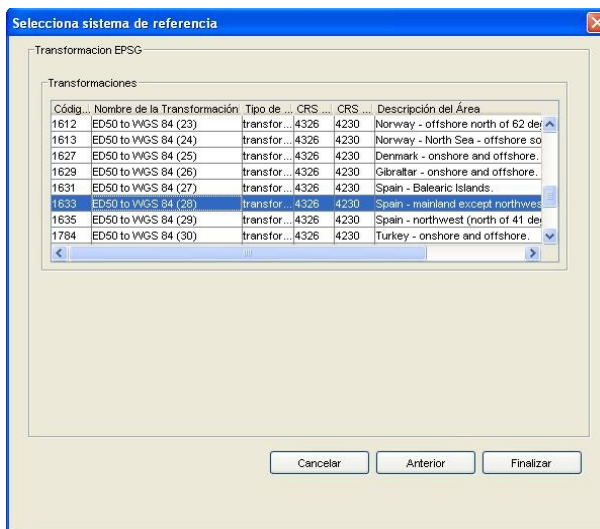 Selecciona sistema de referencia
Transformacion EPSG
Transformaciones
Códig... Nombre de la Transformación Tipo de ... CRS ... CRS ... Descripción del Área
1612 ED50 to WGS 84 (23) transfor... 4326 4230 Norway - offshore north of 62 deg
1613 ED50 to WGS 84 (24) transfor... 4326 4230 Norway - North Sea - offshore so
1627 ED50 to WGS 84 (25) transfor... 4326 4230 Denmark - onshore and offshore.
1629 ED50 to WGS 84 (26) transfor... 4326 4230 Gibraltar - onshore and offshore.
1631 ED50 to WGS 84 (27) transfor... 4326 4230 Spain - Balearic Islands.
1633 ED50 to WGS 84 (28) transfor... 4326 4230 Spain - mainland except northwes
1635 ED50 to WGS 84 (29) transfor... 4326 4230 Spain - northwest (north of 41 deg
1784 ED50 to WGS 84 (30) transfor... 4326 4230 Turkey - onshore and offshore.
Cancelar Anterior Finalizar